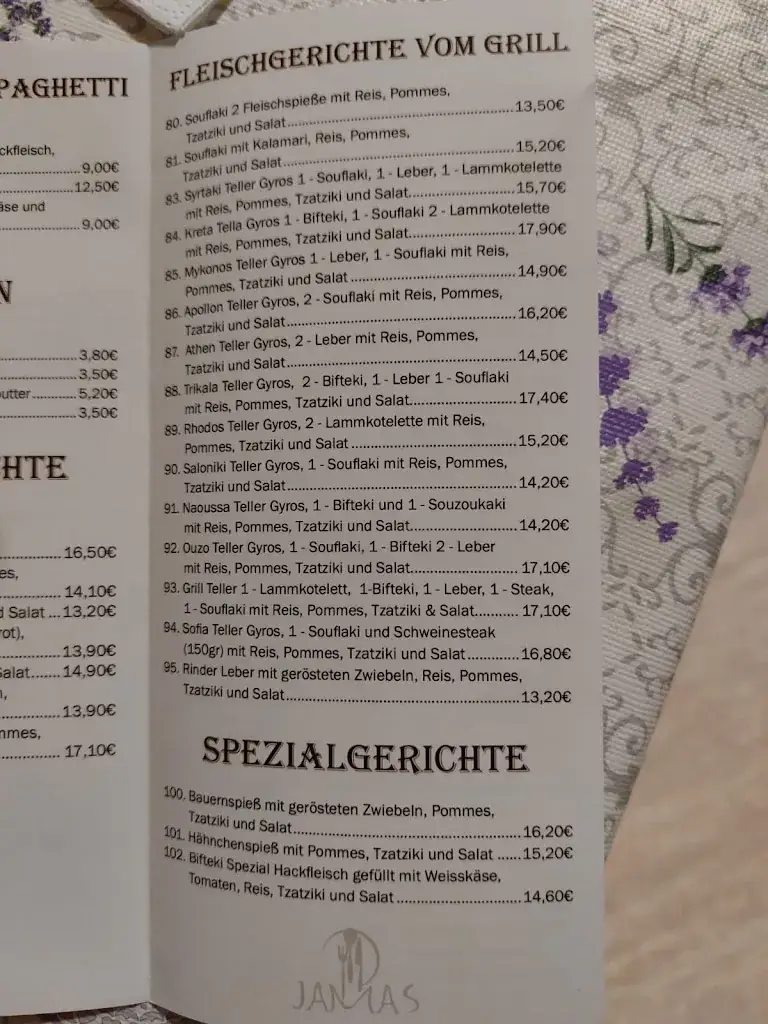 PAGHETTI
ckfleisch,
9,00€
12,50€
äse und
9,00€
N
3,80€
3,50€
utter 5,20€
3,50€
CHTE
16,50€
es,
14,10€
d Salat ... 13,20€
rot),
13,90€
Salat....... 14,90€
n,
13,90€
mmes,
17,10€
FLEISCHGERICHTE VOM GRILL
80. Souflaki 2 Fleischspieße mit Reis, Pommes,
Tzatziki und Salat 13,50€
81. Souflaki mit Kalamari, Reis, Pommes,
Tzatziki und Salat 15,20€
83. Syrtaki Teller Gyros 1 - Souflaki, 1 - Leber, 1 - Lammkotelette
mit Reis, Pommes, Tzatziki und Salat 15,70€
84. Kreta Tella Gyros 1 - Bifteki, 1 - Souflaki 2 - Lammkotelette
mit Reis, Pommes, Tzatziki und Salat 17,90€
85. Mykonos Teller Gyros 1 - Leber, 1 - Souflaki mit Reis,
Pommes, Tzatziki und Salat 14,90€
86. Apollon Teller Gyros, 2 - Souflaki mit Reis, Pommes,
Tzatziki und Salat 16,20€
87. Athen Teller Gyros, 2 - Leber mit Reis, Pommes,
Tzatziki und Salat 14,50€
88. Trikala Teller Gyros, 2 - Bifteki, 1 - Leber 1 - Souflaki
mit Reis, Pommes, Tzatziki und Salat 17,40€
89. Rhodos Teller Gyros, 2 - Lammkotelette mit Reis,
Pommes, Tzatziki und Salat 15,20€
90. Saloniki Teller Gyros, 1 - Souflaki mit Reis, Pommes,
Tzatziki und Salat 14,20€
91. Naoussa Teller Gyros, 1 - Bifteki und 1 - Souzoukaki
mit Reis, Pommes, Tzatziki und Salat 14,20€
92. Ouzo Teller Gyros, 1 - Souflaki, 1 - Bifteki 2 - Leber
mit Reis, Pommes, Tzatziki und Salat 17,10€
93. Grill Teller 1 - Lammkotelett, 1-Bifteki, 1 - Leber, 1 - Steak,
1 - Souflaki mit Reis, Pommes, Tzatziki & Salat 17,10€
94. Sofia Teller Gyros, 1 - Souflaki und Schweinesteak
(150gr) mit Reis, Pommes, Tzatziki und Salat 16,80€
95. Rinder Leber mit gerösteten Zwiebeln, Reis, Pommes,
Tzatziki und Salat 13,20€
SPEZIALGERICHTE
100. Bauernspieß mit gerösteten Zwiebeln, Pommes,
Tzatziki und Salat 16,20€
101. Hähnchenspieß mit Pommes, Tzatziki und Salat ...... 15,20€
102. Bifteki Spezial Hackfleisch gefüllt mit Weisskäse,
Tomaten, Reis, Tzatziki und Salat 14,60€